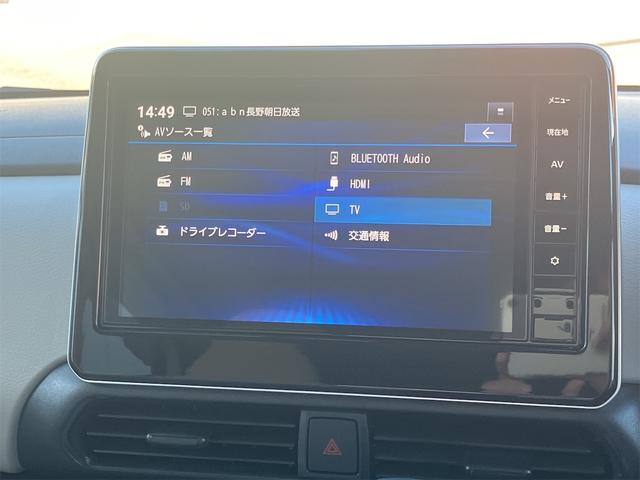 14:49 051:abn長野朝日放送
AVソース一覧
AM
FM
SD
ドライブレコーダー
BLUETOOTH Audio
HDMI
TV
交通情報
メニュー
現在地
AV
音量+
音量-